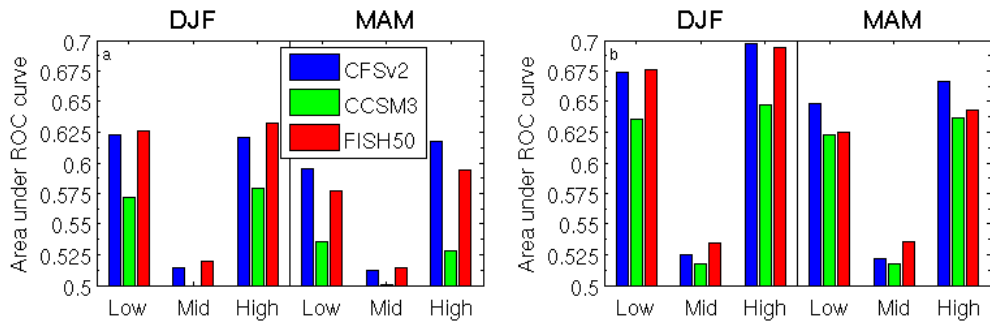 DJF MAM
a
0.7
0.675
0.65
0.625
0.6
0.575
0.55
0.525
0.5
Area under ROC curve
CFSv2
CCSM3
FISH50
Low Mid High Low Mid High
DJF MAM
b
0.7
0.675
0.65
0.625
0.6
0.575
0.55
0.525
0.5
Area under ROC curve
Low Mid High Low Mid High